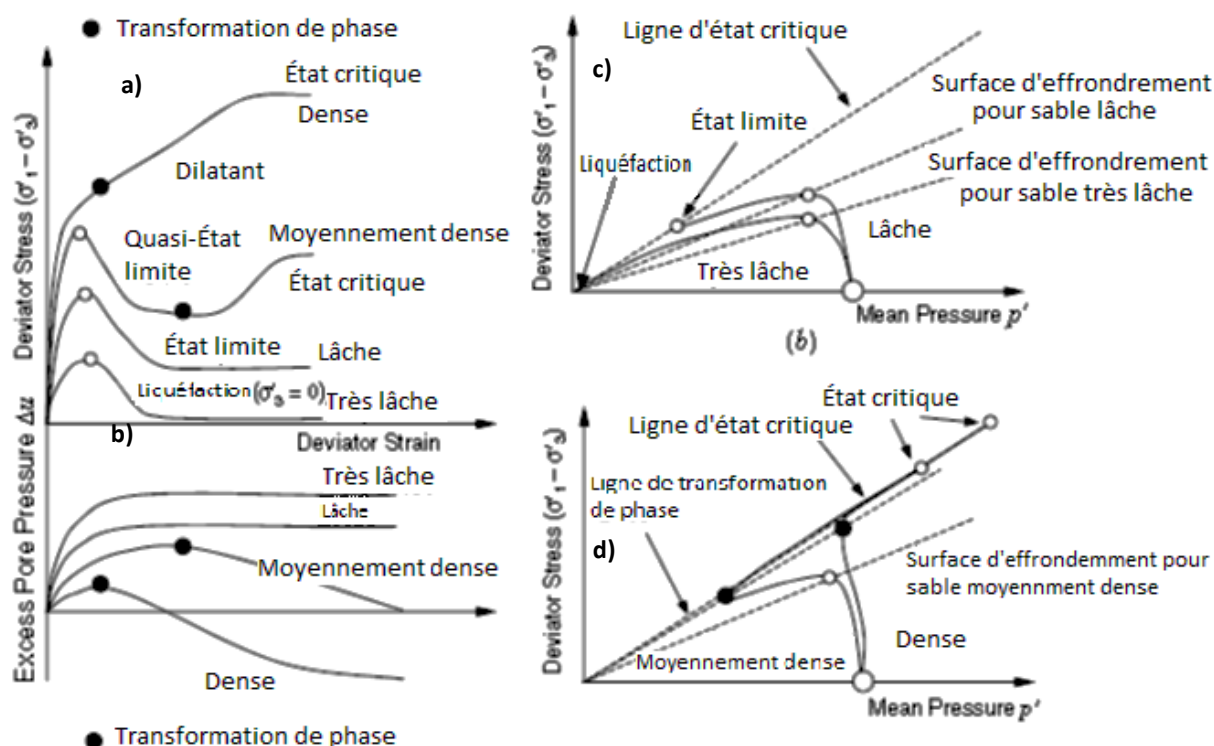 Transformation de phase
a)
État critique
Dense
Dilatant
Quasi-État
limite
Moyennement dense
État critique
État limite
Lâche
Licuéfaction (σ'₃ = 0)
Très lâche
Deviator Stress (σ'₁ − σ'₃)
Deviator Strain
b)
Très lâche
Lâche
Moyennement dense
Dense
Excess Pore Pressure Δu
Transformation de phase
c)
Ligne d'état critique
Surface d'effrondrement
pour sable lâche
État limite
Liquéfaction
Surface d'effrondrement
pour sable très lâche
Lâche
Très lâche
Deviator Stress (σ'₁ − σ'₃)
Mean Pressure p'
(b)
État critique
Ligne d'état critique
Ligne de transformation
de phase
d)
Surface d'effrondemment pour
sable moyennment dense
Dense
Moyennement dense
Deviator Stress (σ'₁ − σ'₃)
Mean Pressure p'